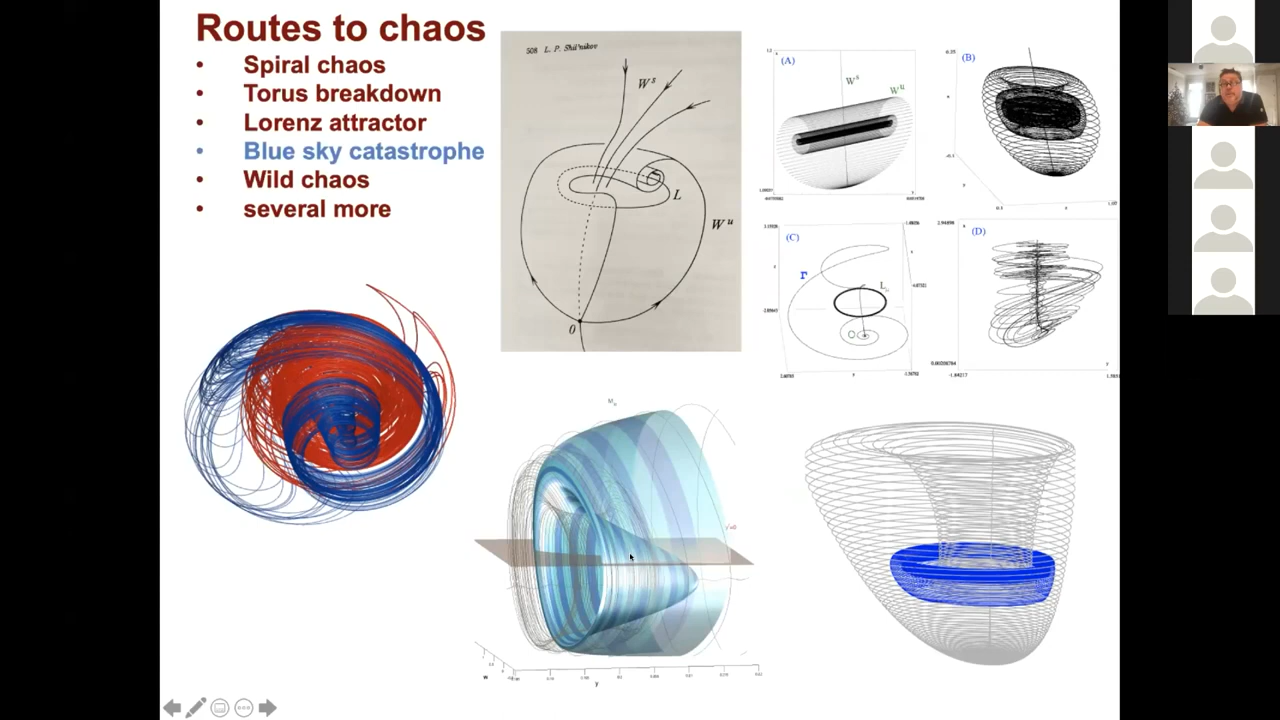 Routes to chaos
• Spiral chaos
• Torus breakdown
• Lorenz attractor
• Blue sky catastrophe
• Wild chaos
• several more
508 L. P. Shil'nikov
W s
L
W u
0
(A)
W s
W u
(B)
(C)
r
L
O
(D)
y'=0
w
y